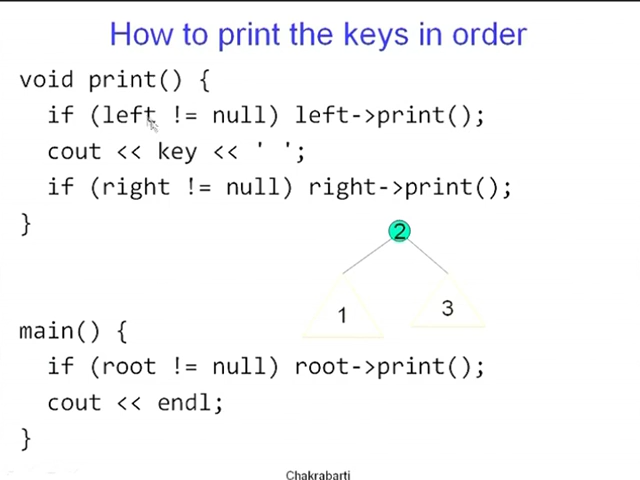 How to print the keys in order
void print() {
if (left != null) left->print();
cout << key << ' ';
if (right != null) right->print();
}
2
1
3
main() {
if (root != null) root->print();
cout << endl;
}
Chakrabarti